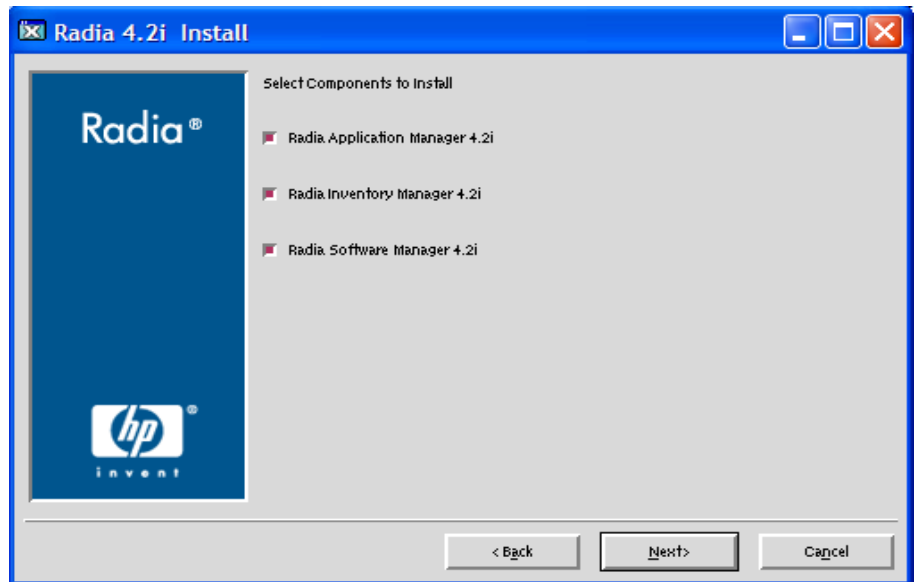 Radia 4.2i Install
Select Components to Install
Radia®
Radia Application Manager 4.2i
Radia Inventory Manager 4.2i
Radia Software Manager 4.2i
hp®
invent
< Back
Next>
Cancel